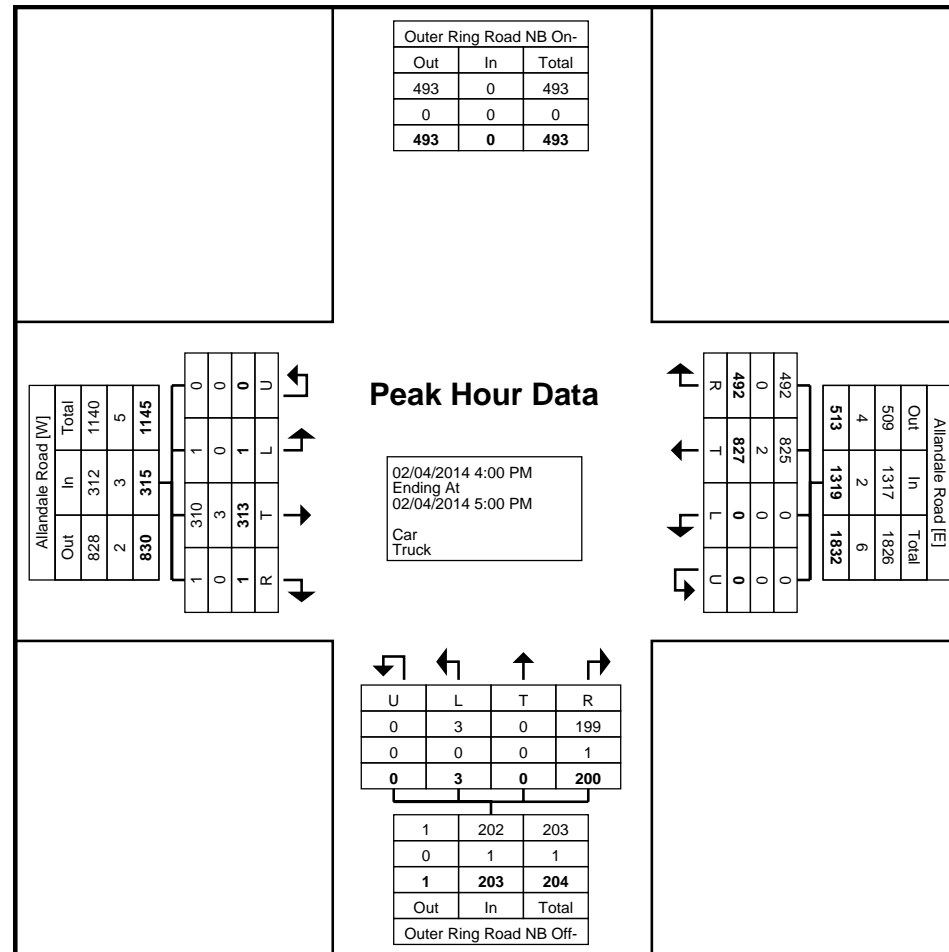 Outer Ring Road NB On-
Out In Total
493 0 493
0 0 0
493 0 493
Peak Hour Data
02/04/2014 4:00 PM
Ending At
02/04/2014 5:00 PM
Car
Truck
Allandale Road [W]
Out In Total
828 312 1140
2 3 5
830 315 1145
1 310 1 0
0 3 0 0
1 313 1 0
R T L U
Allandale Road [E]
Out In Total
509 1317 1826
4 2 6
513 1319 1832
492 825 0 0
0 2 0 0
492 827 0 0
R T L U
U L T R
0 3 0 199
0 0 0 1
0 3 0 200
1 202 203
0 1 1
1 203 204
Out In Total
Outer Ring Road NB Off-